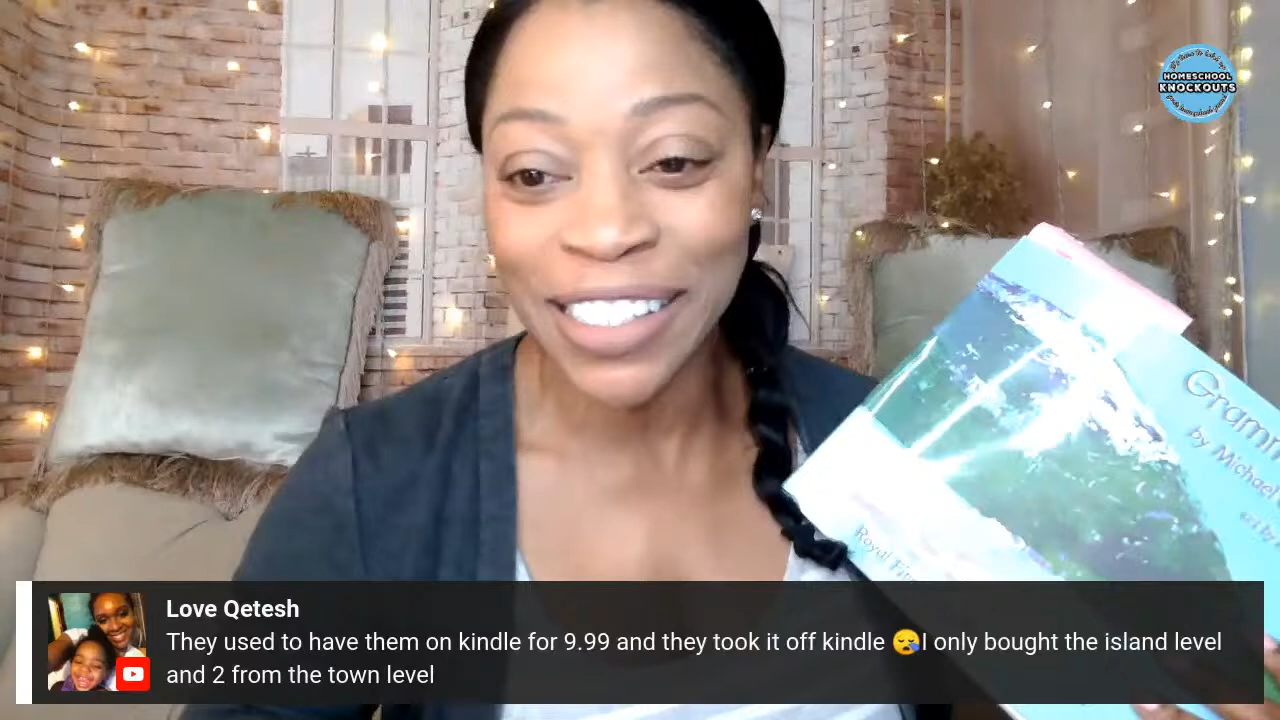 HOMESCHOOL
KNOCKOUTS
by Michael
Royal
Love Qetesh
They used to have them on kindle for 9.99 and they took it off kindle 😪I only bought the island level
and 2 from the town level